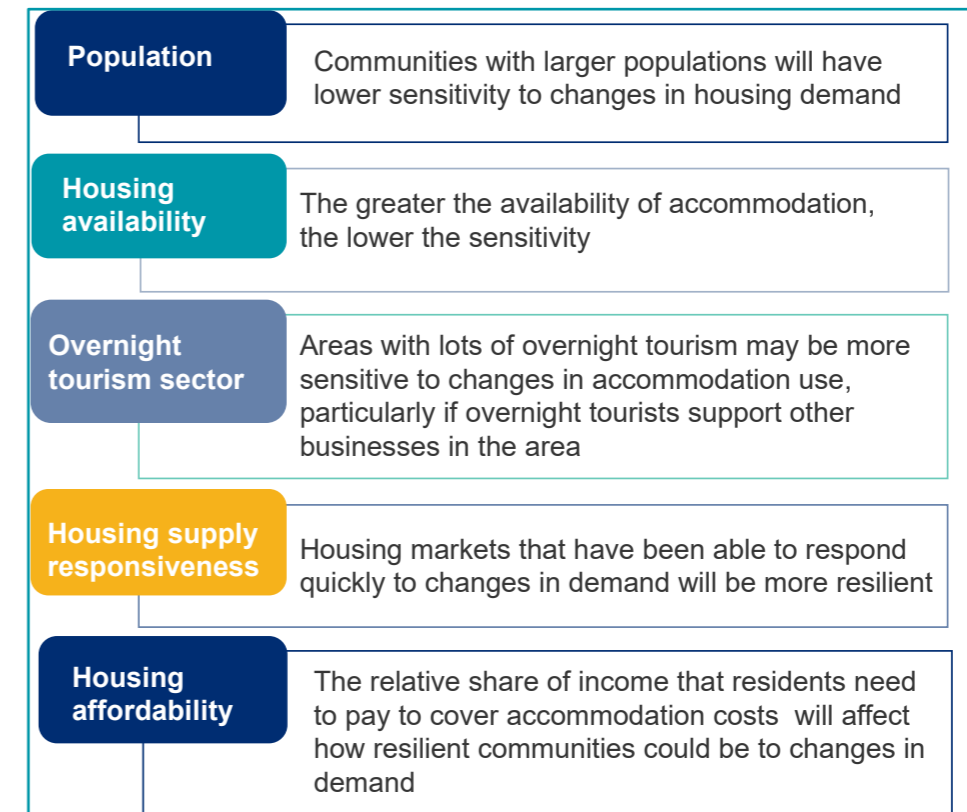 Population
Communities with larger populations will have
lower sensitivity to changes in housing demand
Housing
availability
The greater the availability of accommodation,
the lower the sensitivity
Overnight
tourism sector
Areas with lots of overnight tourism may be more
sensitive to changes in accommodation use,
particularly if overnight tourists support other
businesses in the area
Housing supply
responsiveness
Housing markets that have been able to respond
quickly to changes in demand will be more resilient
Housing
affordability
The relative share of income that residents need
to pay to cover accommodation costs  will affect
how resilient communities could be to changes in
demand